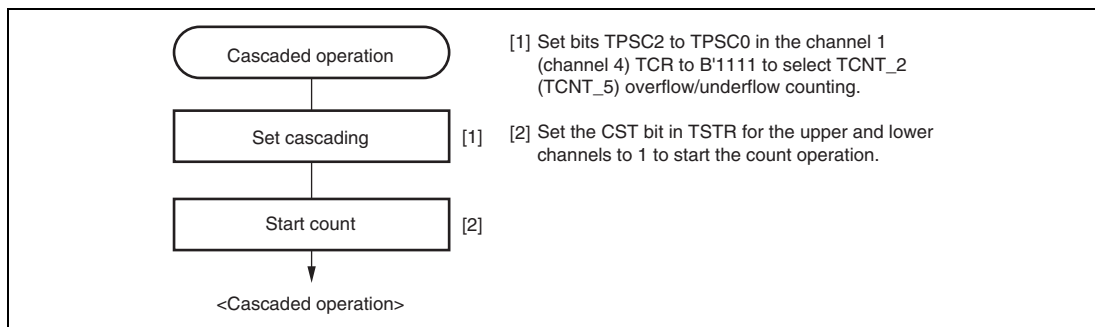 Cascaded operation
Set cascading
[1]
Start count
[2]
<Cascaded operation>
[1] Set bits TPSC2 to TPSC0 in the channel 1
(channel 4) TCR to B'1111 to select TCNT_2
(TCNT_5) overflow/underflow counting.
[2] Set the CST bit in TSTR for the upper and lower
channels to 1 to start the count operation.